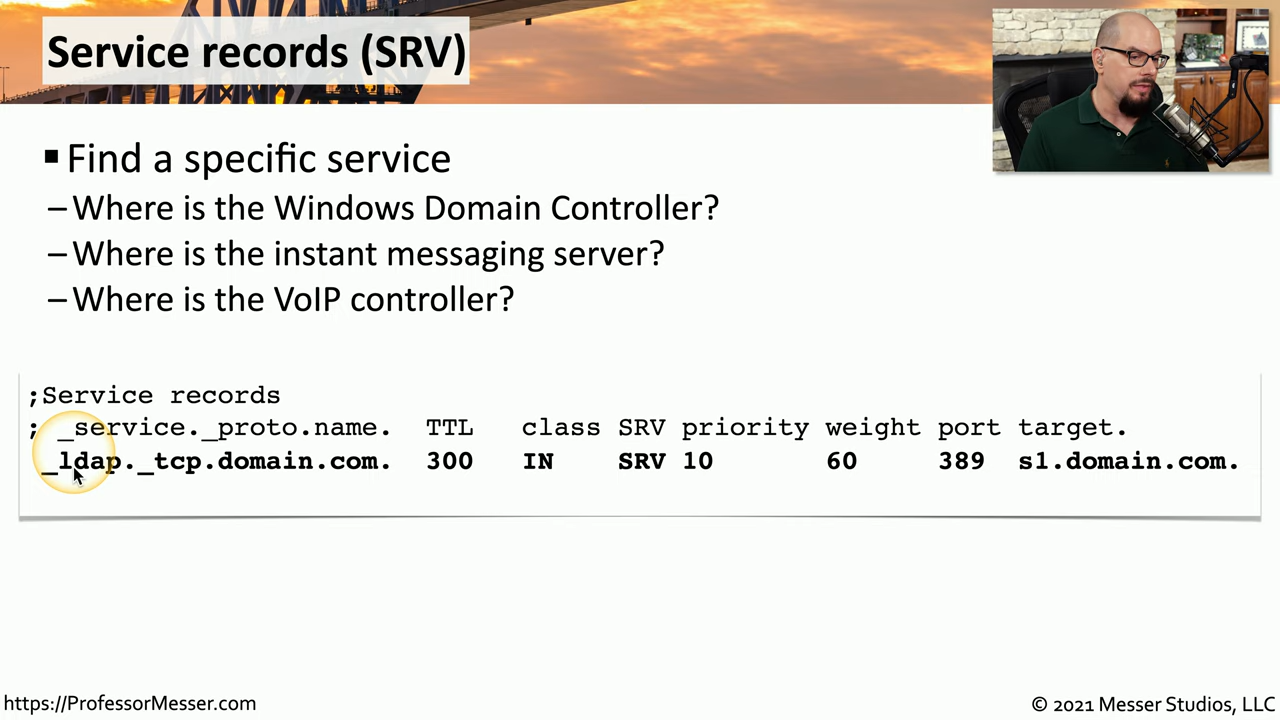 Service records (SRV)
▪ Find a specific service
– Where is the Windows Domain Controller?
– Where is the instant messaging server?
– Where is the VoIP controller?
;Service records
; _service._proto.name. TTL class SRV priority weight port target.
_ldap._tcp.domain.com. 300 IN SRV 10 60 389 s1.domain.com.
https://ProfessorMesser.com
© 2021 Messer Studios, LLC